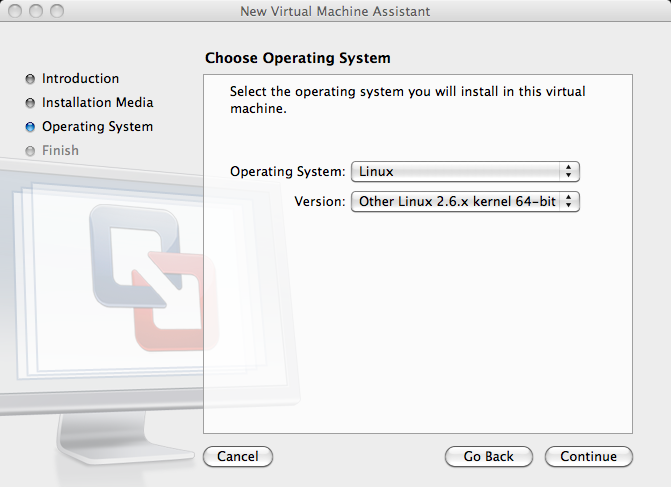 New Virtual Machine Assistant
Choose Operating System
Introduction
Installation Media
Operating System
Finish
Select the operating system you will install in this virtual
machine.
Operating System: Linux
Version: Other Linux 2.6.x kernel 64-bit
Cancel
Go Back
Continue